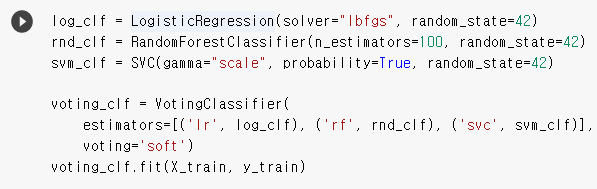 log_clf = LogisticRegression(solver="lbfgs", random_state=42)
rnd_clf = RandomForestClassifier(n_estimators=100, random_state=42)
svm_clf = SVC(gamma="scale", probability=True, random_state=42)
voting_clf = VotingClassifier(
estimators=[('lr', log_clf), ('rf', rnd_clf), ('svc', svm_clf)],
voting='soft')
voting_clf.fit(X_train, y_train)